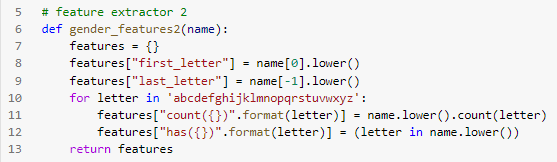 5 # feature extractor 2
6 def gender_features2(name):
7     features = {}
8     features["first_letter"] = name[0].lower()
9     features["last_letter"] = name[-1].lower()
10     for letter in 'abcdefghijklmnopqrstuvwxyz':
11         features["count({})".format(letter)] = name.lower().count(letter)
12         features["has({})".format(letter)] = (letter in name.lower())
13     return features